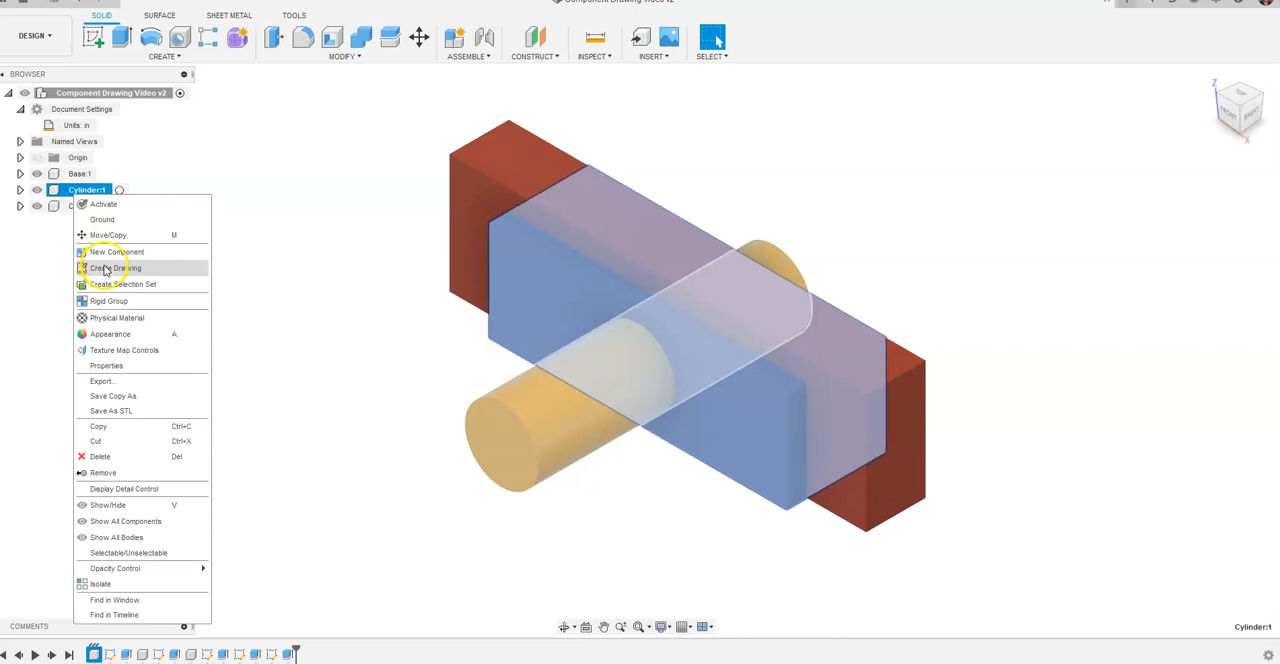 Component Drawing Video v2
SOLID
SURFACE
SHEET METAL
TOOLS
DESIGN
CREATE
MODIFY
ASSEMBLE
CONSTRUCT
INSPECT
INSERT
SELECT
BROWSER
Component Drawing Video v2
Document Settings
Units: in
Named Views
Origin
Base:1
Cylinder:1
C
Activate
Ground
Move/Copy M
New Component
Create Drawing
Create Selection Set
Rigid Group
Physical Material
Appearance A
Texture Map Controls
Properties
Export...
Save Copy As
Save As STL
Copy Ctrl+C
Cut Ctrl+X
Delete Del
Remove
Display Detail Control
Show/Hide V
Show All Components
Show All Bodies
Selectable/Unselectable
Opacity Control
Isolate
Find in Window
Find in Timeline
Z
TOP
FRONT
RIGHT
X
COMMENTS
Cylinder:1